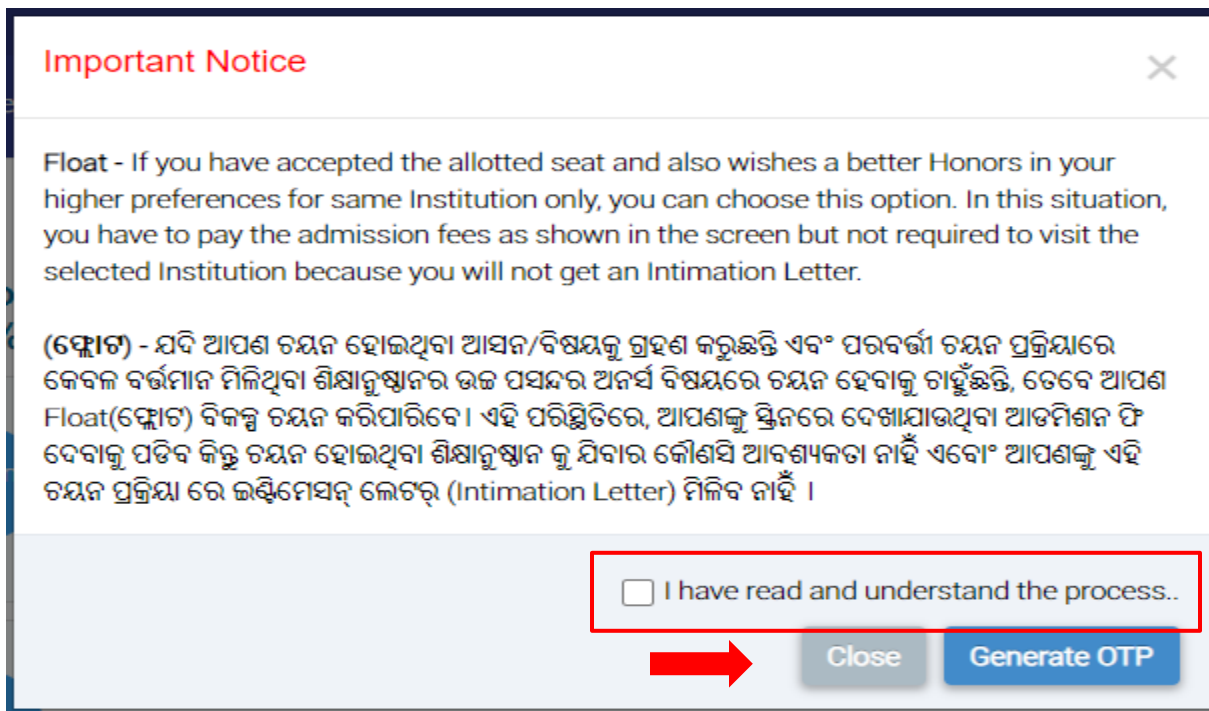 Important Notice
×
Float - If you have accepted the allotted seat and also wishes a better Honors in your
higher preferences for same Institution only, you can choose this option. In this situation,
you have to pay the admission fees as shown in the screen but not required to visit the
selected Institution because you will not get an Intimation Letter.
(ଫ୍ଲୋଟ) - ଯଦି ଆପଣ ଚୟନ ହୋଇଥିବା ଆସନ/ବିଷୟକୁ ଗ୍ରହଣ କରୁଛନ୍ତି ଏବଂ ପରବର୍ତ୍ତୀ ଚୟନ ପ୍ରକ୍ରିୟାରେ
କେବଳ ବର୍ତ୍ତମାନ ମିଳିଥିବା ଶିକ୍ଷାନୁଷ୍ଠାନର ଉଚ୍ଚ ପସନ୍ଦର ଅନର୍ସ ବିଷୟରେ ଚୟନ ହେବାକୁ ଚାହୁଁଛନ୍ତି, ତେବେ ଆପଣ
Float(ଫ୍ଲୋଟ) ବିକଳ୍ପ ଚୟନ କରିପାରିବେ। ଏହି ପରିସ୍ଥିତିରେ, ଆପଣଙ୍କୁ ସ୍କ୍ରିନରେ ଦେଖାଯାଉଥିବା ଆଡମିଶନ ଫି
ଦେବାକୁ ପଡିବ କିନ୍ତୁ ଚୟନ ହୋଇଥିବା ଶିକ୍ଷାନୁଷ୍ଠାନ କୁ ଯିବାର କୌଣସି ଆବଶ୍ୟକତା ନାହିଁ ଏବୋଂ ଆପଣଙ୍କୁ ଏହି
ଚୟନ ପ୍ରକ୍ରିୟା ରେ ଇଣ୍ଟିମେସନ୍ ଲେଟର୍ (Intimation Letter) ମିଳିବ ନାହିଁ ।
I have read and understand the process..
Close
Generate OTP